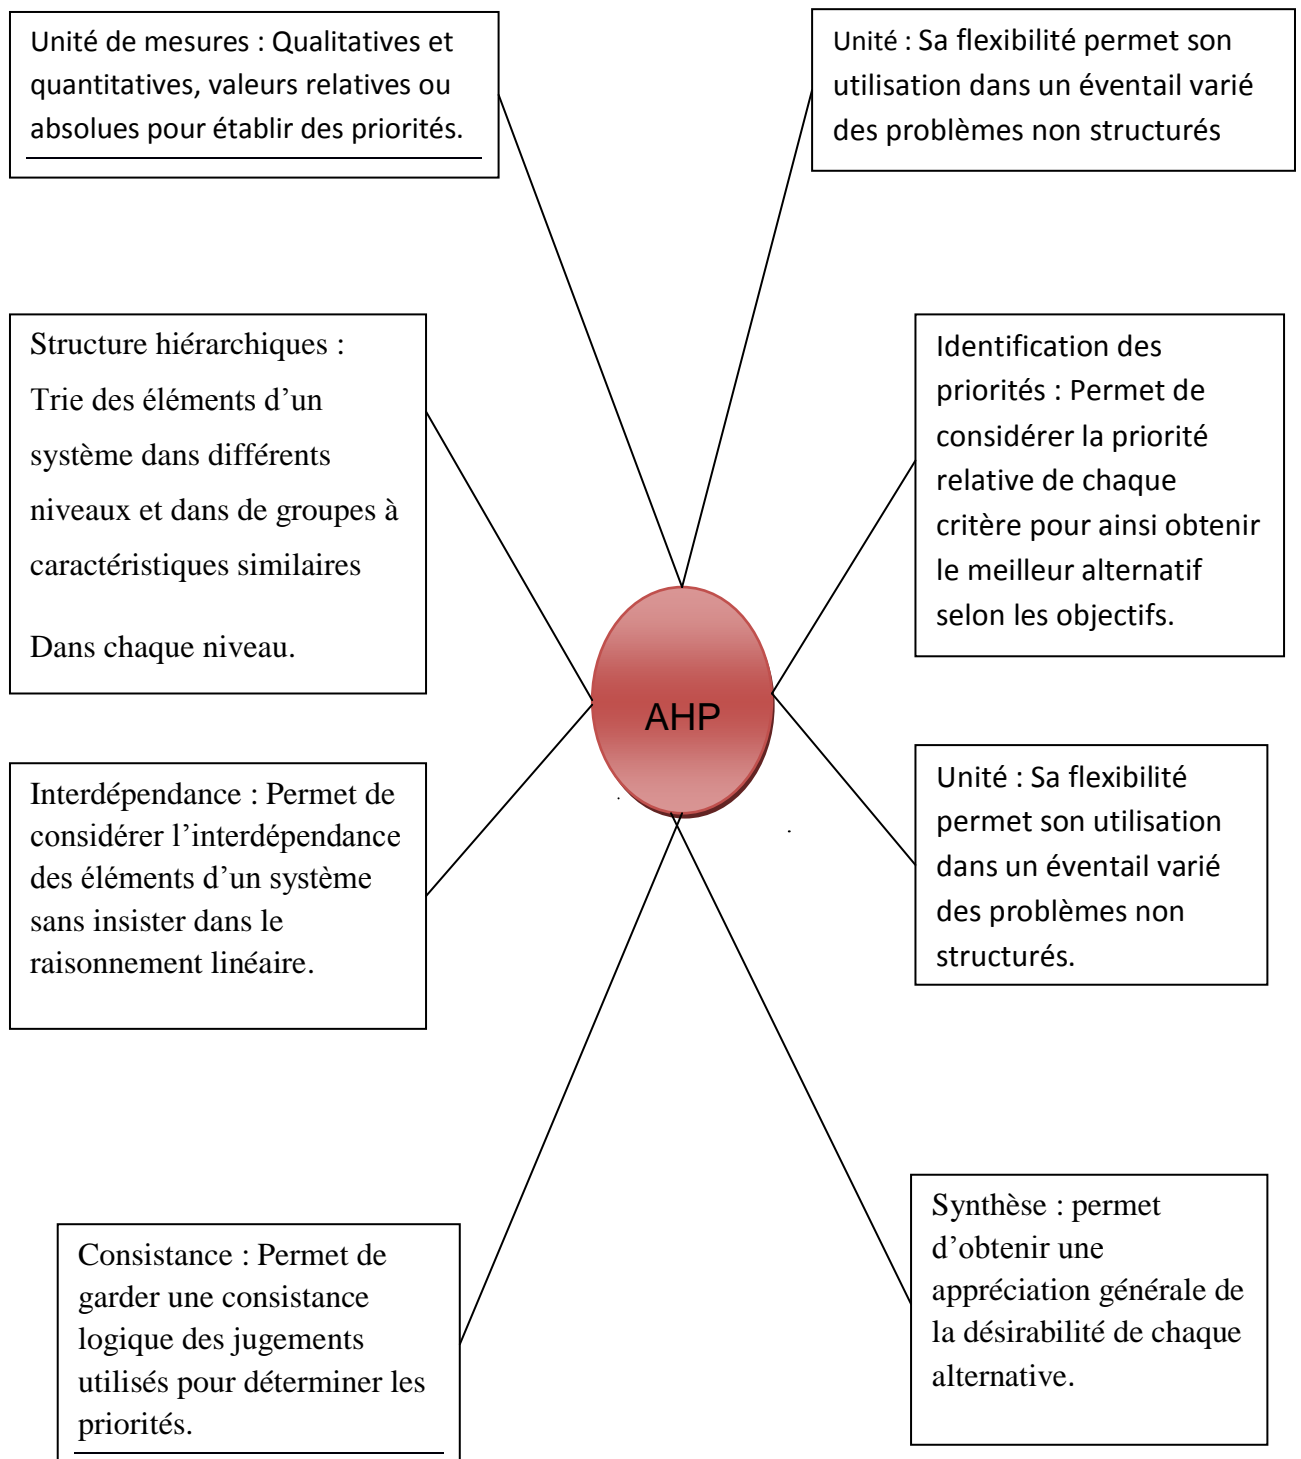 Unité de mesures : Qualitatives et
quantitatives, valeurs relatives ou
absolues pour établir des priorités.
Unité : Sa flexibilité permet son
utilisation dans un éventail varié
des problèmes non structurés
Structure hiérarchiques :
Trie des éléments d’un
système dans différents
niveaux et dans de groupes à
caractéristiques similaires
Dans chaque niveau.
Identification des
priorités : Permet de
considérer la priorité
relative de chaque
critère pour ainsi obtenir
le meilleur alternatif
selon les objectifs.
AHP
Interdépendance : Permet de
considérer l’interdépendance
des éléments d’un système
sans insister dans le
raisonnement linéaire.
Unité : Sa flexibilité
permet son utilisation
dans un éventail varié
des problèmes non
structurés.
Consistance : Permet de
garder une consistance
logique des jugements
utilisés pour déterminer les
priorités.
Synthèse : permet
d’obtenir une
appréciation générale de
la désirabilité de chaque
alternative.